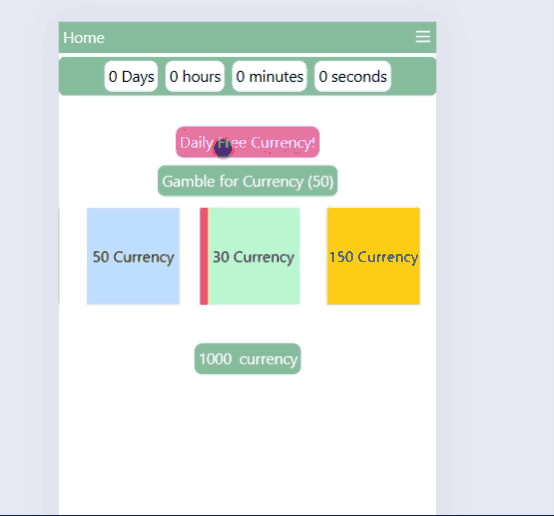 Home
0 Days 0 hours 0 minutes 0 seconds
Daily Free Currency!
Gamble for Currency (50)
50 Currency 30 Currency 150 Currency
1000 currency